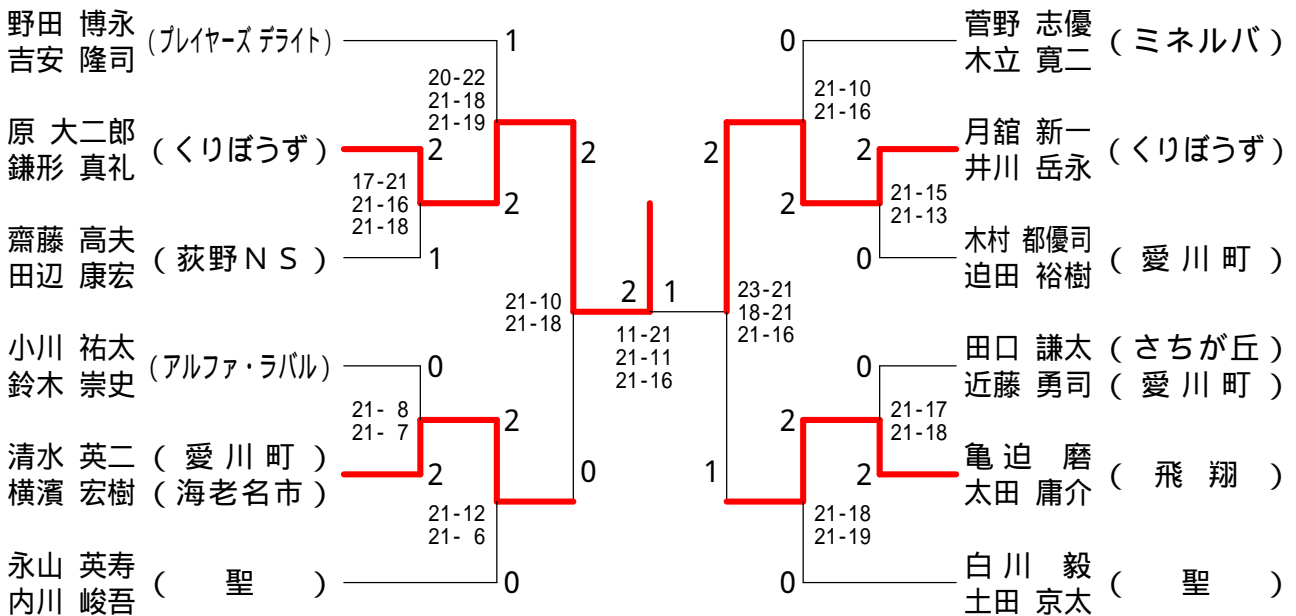 野田 博永
吉安 隆司
(プレイヤーズ デライト)
1
20-22
21-18
21-19
原 大二郎
鎌形 真礼
(くりぼうず)
2
17-21
21-16
21-18
2
2
齋藤 高夫
田辺 康宏
(荻野ＮＳ)
1
21-10
21-18
小川 祐太
鈴木 崇史
(アルファ・ラバル)
0
21- 8
21- 7
2
清水 英二 (愛川町)
横濱 宏樹 (海老名市)
2
0
21-12
21- 6
永山 英寿
内川 峻吾
(聖)
0
2
1
11-21
21-11
21-16
0
菅野 志優
木立 寛二
(ミネルバ)
21-10
21-16
2
2
月舘 新一
井川 岳永
(くりぼうず)
2
21-15
21-13
0
木村 都優司
迫田 裕樹
(愛川町)
23-21
18-21
21-16
0
田口 謙太 (さちが丘)
近藤 勇司 (愛川町)
21-17
21-18
2
1
2
亀迫 磨
太田 庸介
(飛翔)
21-18
21-19
0
白川 毅
土田 京太
(聖)